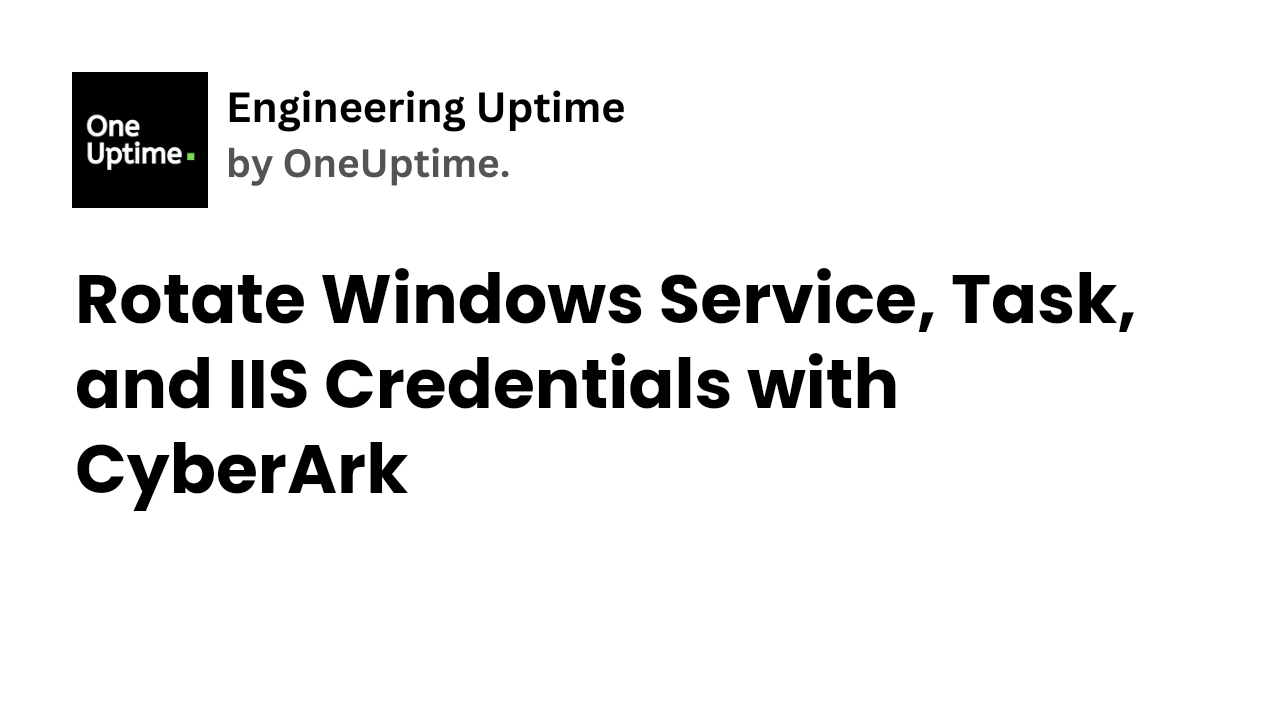 One
Uptime
Engineering Uptime
by OneUptime.
Rotate Windows Service, Task,
and IIS Credentials with
CyberArk